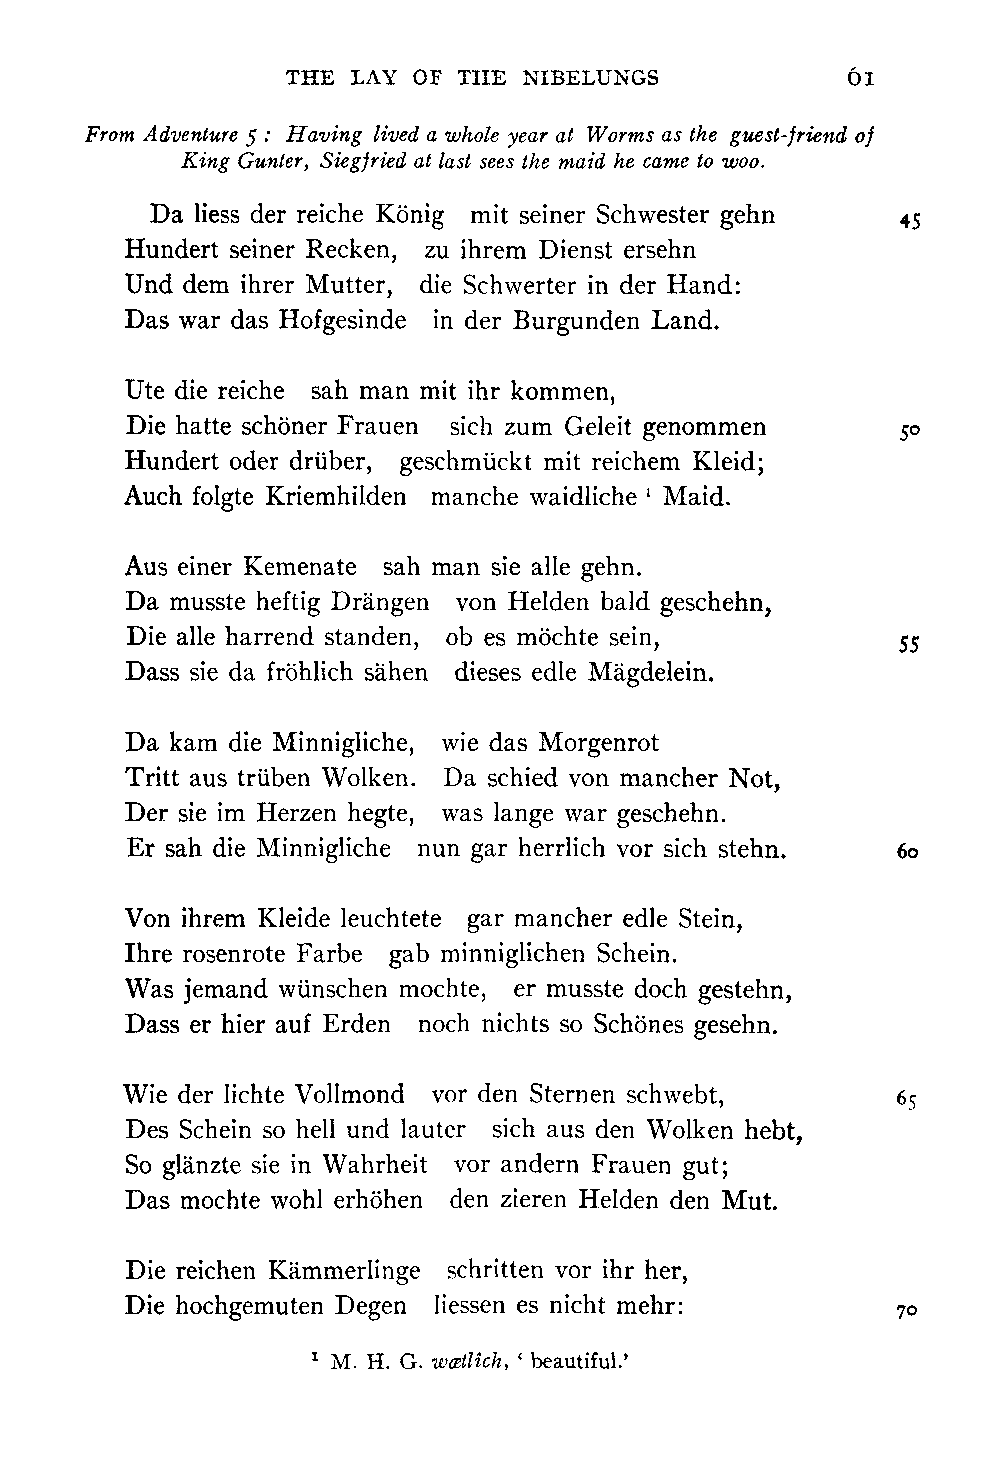 THE LAY OF THE NIBELUNGS 61
From Adventure 5 : Having lived a whole year at Worms as the guest-friend of
King Gunter, Siegfried at last sees the maid he came to woo.
Da liess der reiche König mit seiner Schwester gehn 45
Hundert seiner Recken, zu ihrem Dienst ersehn
Und dem ihrer Mutter, die Schwerter in der Hand:
Das war das Hofgesinde in der Burgunden Land.
Ute die reiche sah man mit ihr kommen,
Die hatte schöner Frauen sich zum Geleit genommen 50
Hundert oder drüber, geschmückt mit reichem Kleid;
Auch folgte Kriemhilden manche waidliche ¹ Maid.
Aus einer Kemenate sah man sie alle gehn.
Da musste heftig Drängen von Helden bald geschehn,
Die alle harrend standen, ob es möchte sein, 55
Dass sie da fröhlich sähen dieses edle Mägdelein.
Da kam die Minnigliche, wie das Morgenrot
Tritt aus trüben Wolken. Da schied von mancher Not,
Der sie im Herzen hegte, was lange war geschehn.
Er sah die Minnigliche nun gar herrlich vor sich stehn. 60
Von ihrem Kleide leuchtete gar mancher edle Stein,
Ihre rosenrote Farbe gab minniglichen Schein.
Was jemand wünschen mochte, er musste doch gestehn,
Dass er hier auf Erden noch nichts so Schönes gesehn.
Wie der lichte Vollmond vor den Sternen schwebt, 65
Des Schein so hell und lauter sich aus den Wolken hebt,
So glänzte sie in Wahrheit vor andern Frauen gut;
Das mochte wohl erhöhen den zieren Helden den Mut.
Die reichen Kämmerlinge schritten vor ihr her,
Die hochgemuten Degen liessen es nicht mehr: 70
¹ M. H. G. wætlîch, ‘ beautiful.’